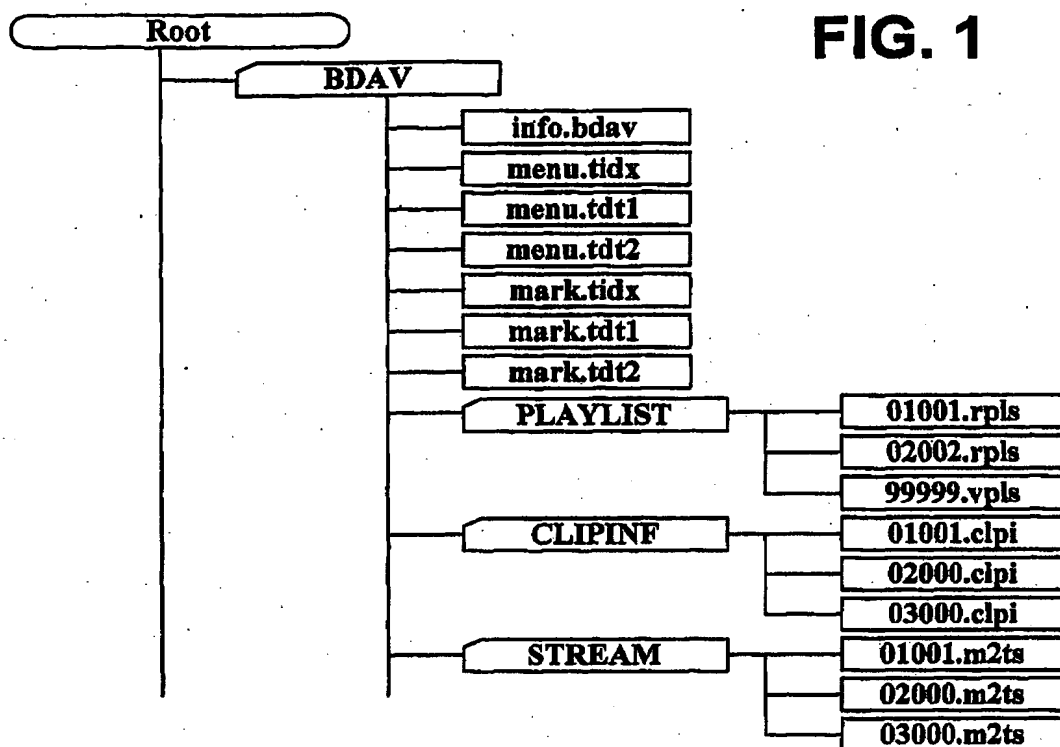 FIG. 1
Root
BDAV
info.bdav
menu.tidx
menu.tdt1
menu.tdt2
mark.tidx
mark.tdt1
mark.tdt2
PLAYLIST
01001.rpls
02002.rpls
99999.vpls
CLIPINF
01001.clpi
02000.clpi
03000.clpi
STREAM
01001.m2ts
02000.m2ts
03000.m2ts